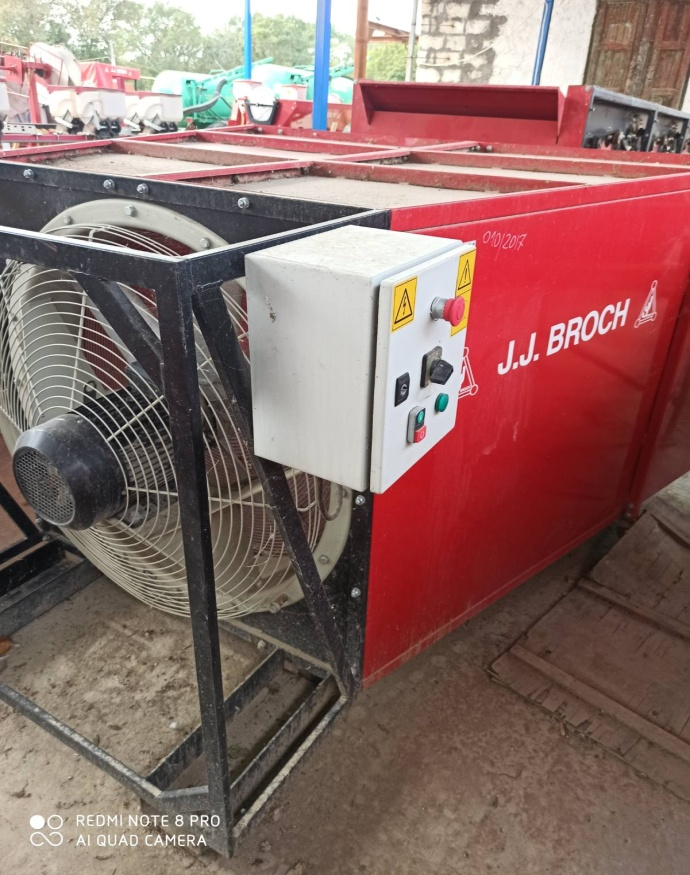 010/2017
J.J. BROCH
REDMI NOTE 8 PRO
AI QUAD CAMERA